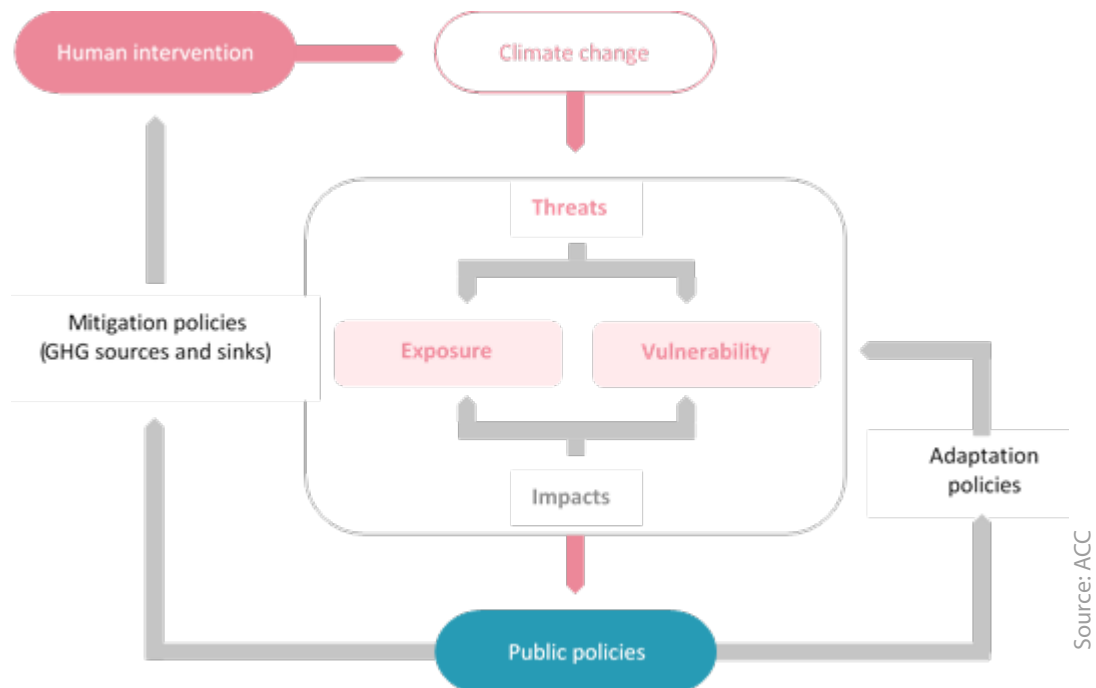 Human intervention
Climate change
Threats
Mitigation policies
(GHG sources and sinks)
Exposure
Vulnerability
Adaptation
policies
Impacts
Public policies
Source: ACC